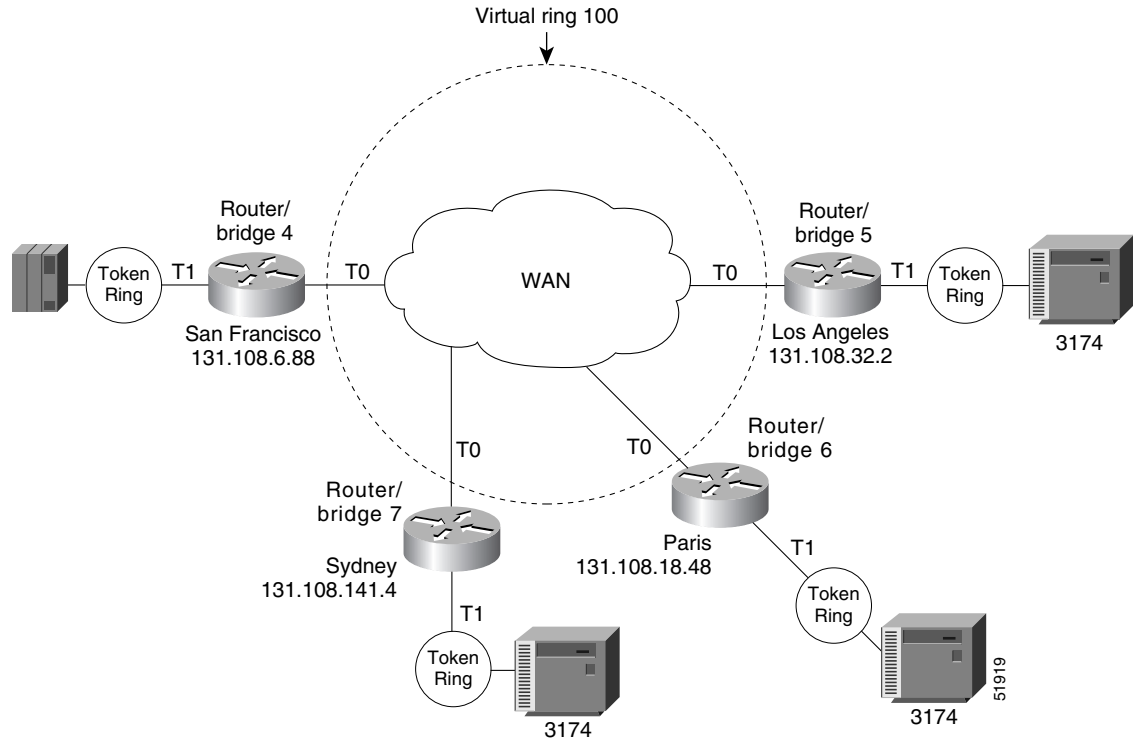 Virtual ring 100
Router/
bridge 4
Token
Ring
T1
T0
San Francisco
131.108.6.88
WAN
Router/
bridge 5
T0
T1
Token
Ring
Los Angeles
131.108.32.2
3174
T0
Router/
bridge 7
Sydney
131.108.141.4
T1
Token
Ring
3174
T0
Router/
bridge 6
Paris
131.108.18.48
T1
Token
Ring
3174
51919